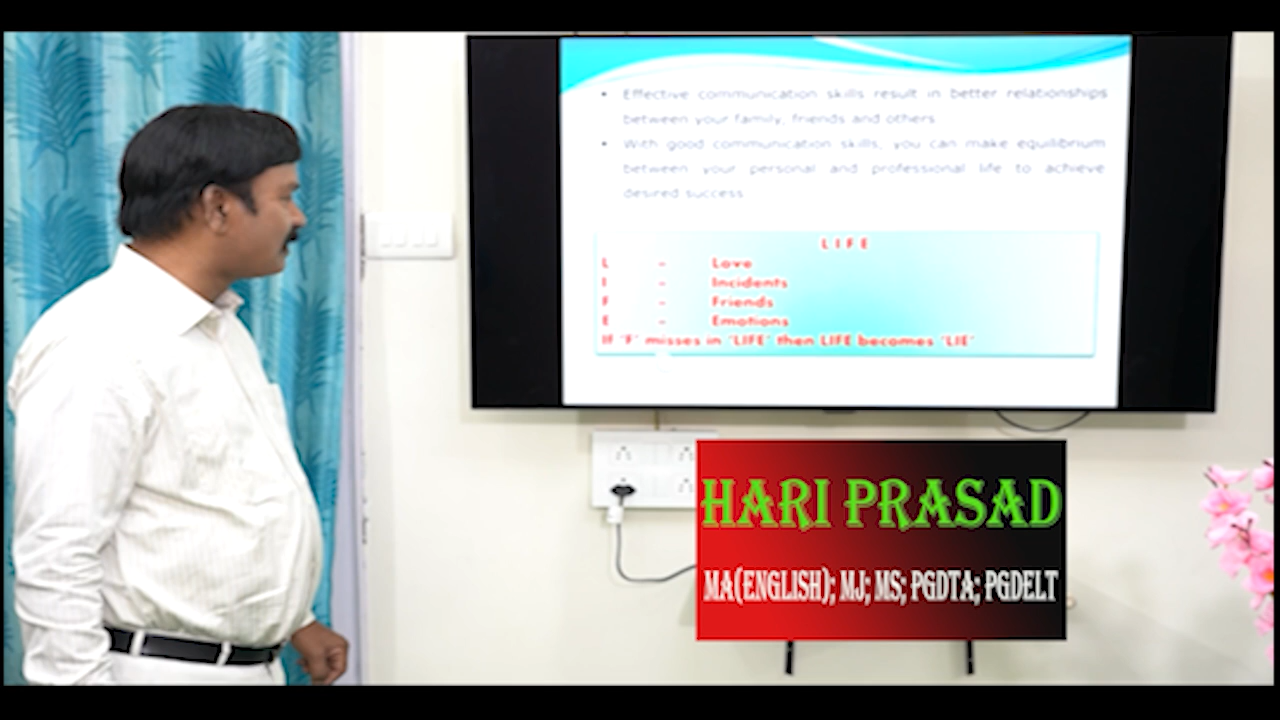 • Effective communication skills result in better relationships
between your family, friends and others
• With good communication skills, you can make equilibrium
between your personal and professional life to achieve
desired success
LIFE
L - Love
I - Incidents
F - Friends
E - Emotions
If 'F' misses in 'LIFE' then LIFE becomes 'LIE'
HARI PRASAD
MA(ENGLISH); MJ; MS; PGDTA; PGDELT